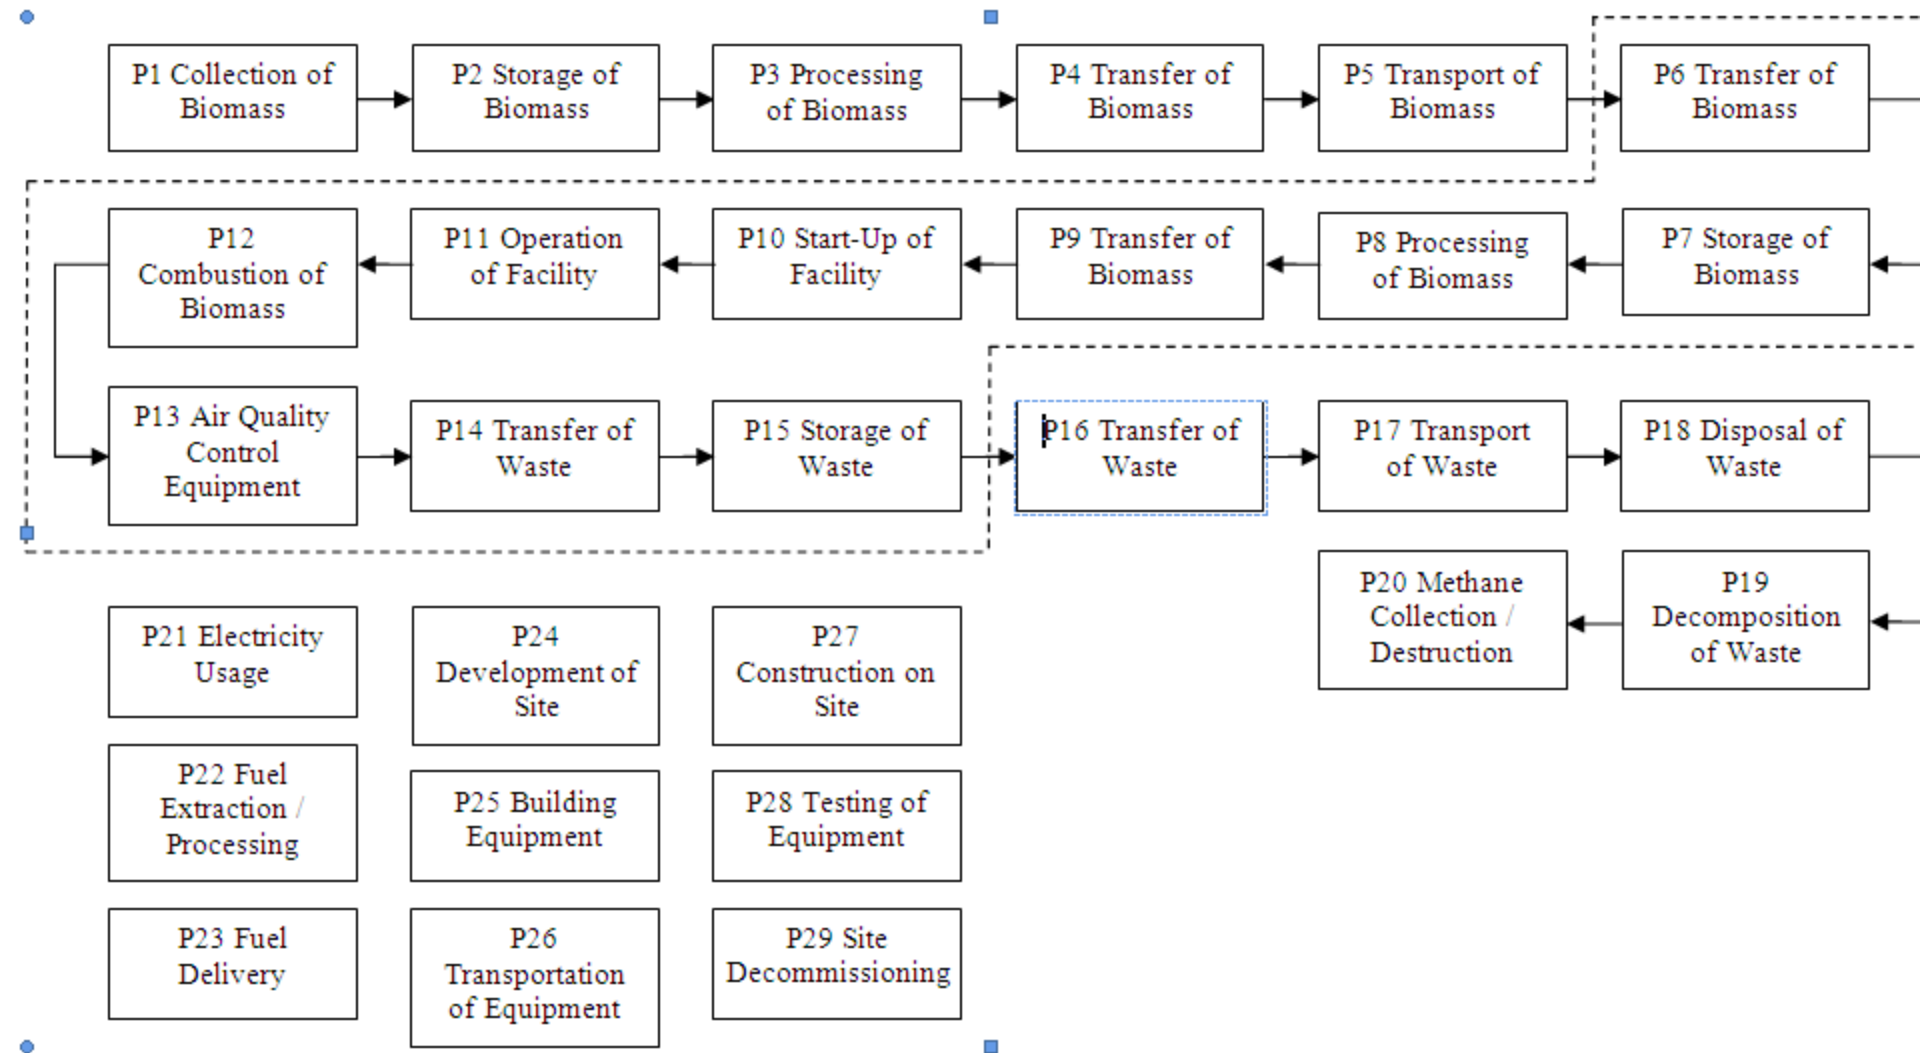 P1 Collection of
Biomass
P2 Storage of
Biomass
P3 Processing
of Biomass
P4 Transfer of
Biomass
P5 Transport of
Biomass
P6 Transfer of
Biomass
P12
Combustion of
Biomass
P11 Operation
of Facility
P10 Start-Up of
Facility
P9 Transfer of
Biomass
P8 Processing
of Biomass
P7 Storage of
Biomass
P13 Air Quality
Control
Equipment
P14 Transfer of
Waste
P15 Storage of
Waste
P16 Transfer of
Waste
P17 Transport
of Waste
P18 Disposal of
Waste
P20 Methane
Collection /
Destruction
P19
Decomposition
of Waste
P21 Electricity
Usage
P24
Development of
Site
P27
Construction on
Site
P22 Fuel
Extraction /
Processing
P25 Building
Equipment
P28 Testing of
Equipment
P23 Fuel
Delivery
P26
Transportation
of Equipment
P29 Site
Decommissioning